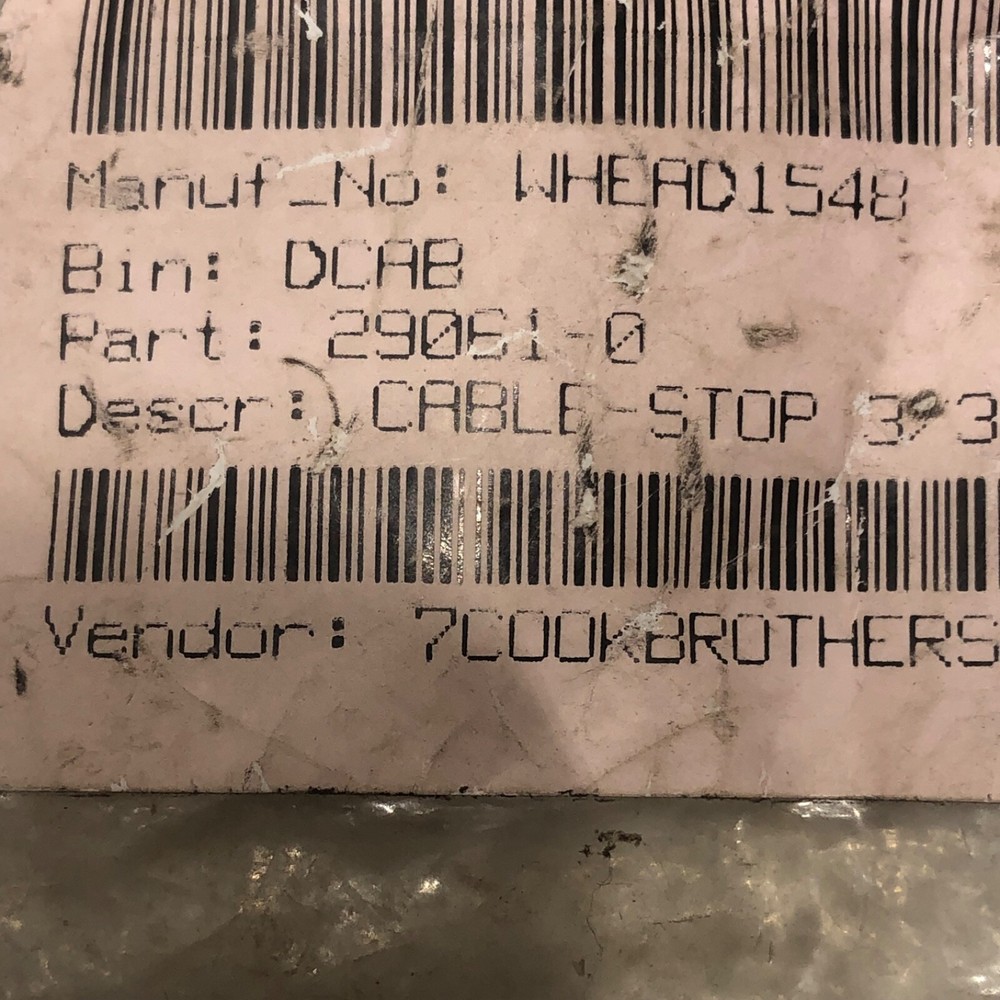 Manuf_No: WHEAD1548
Bin: DCAB
Part: 29061-0
Descr: CABLE-STOP
Vendor: 7COOKBROTHERS